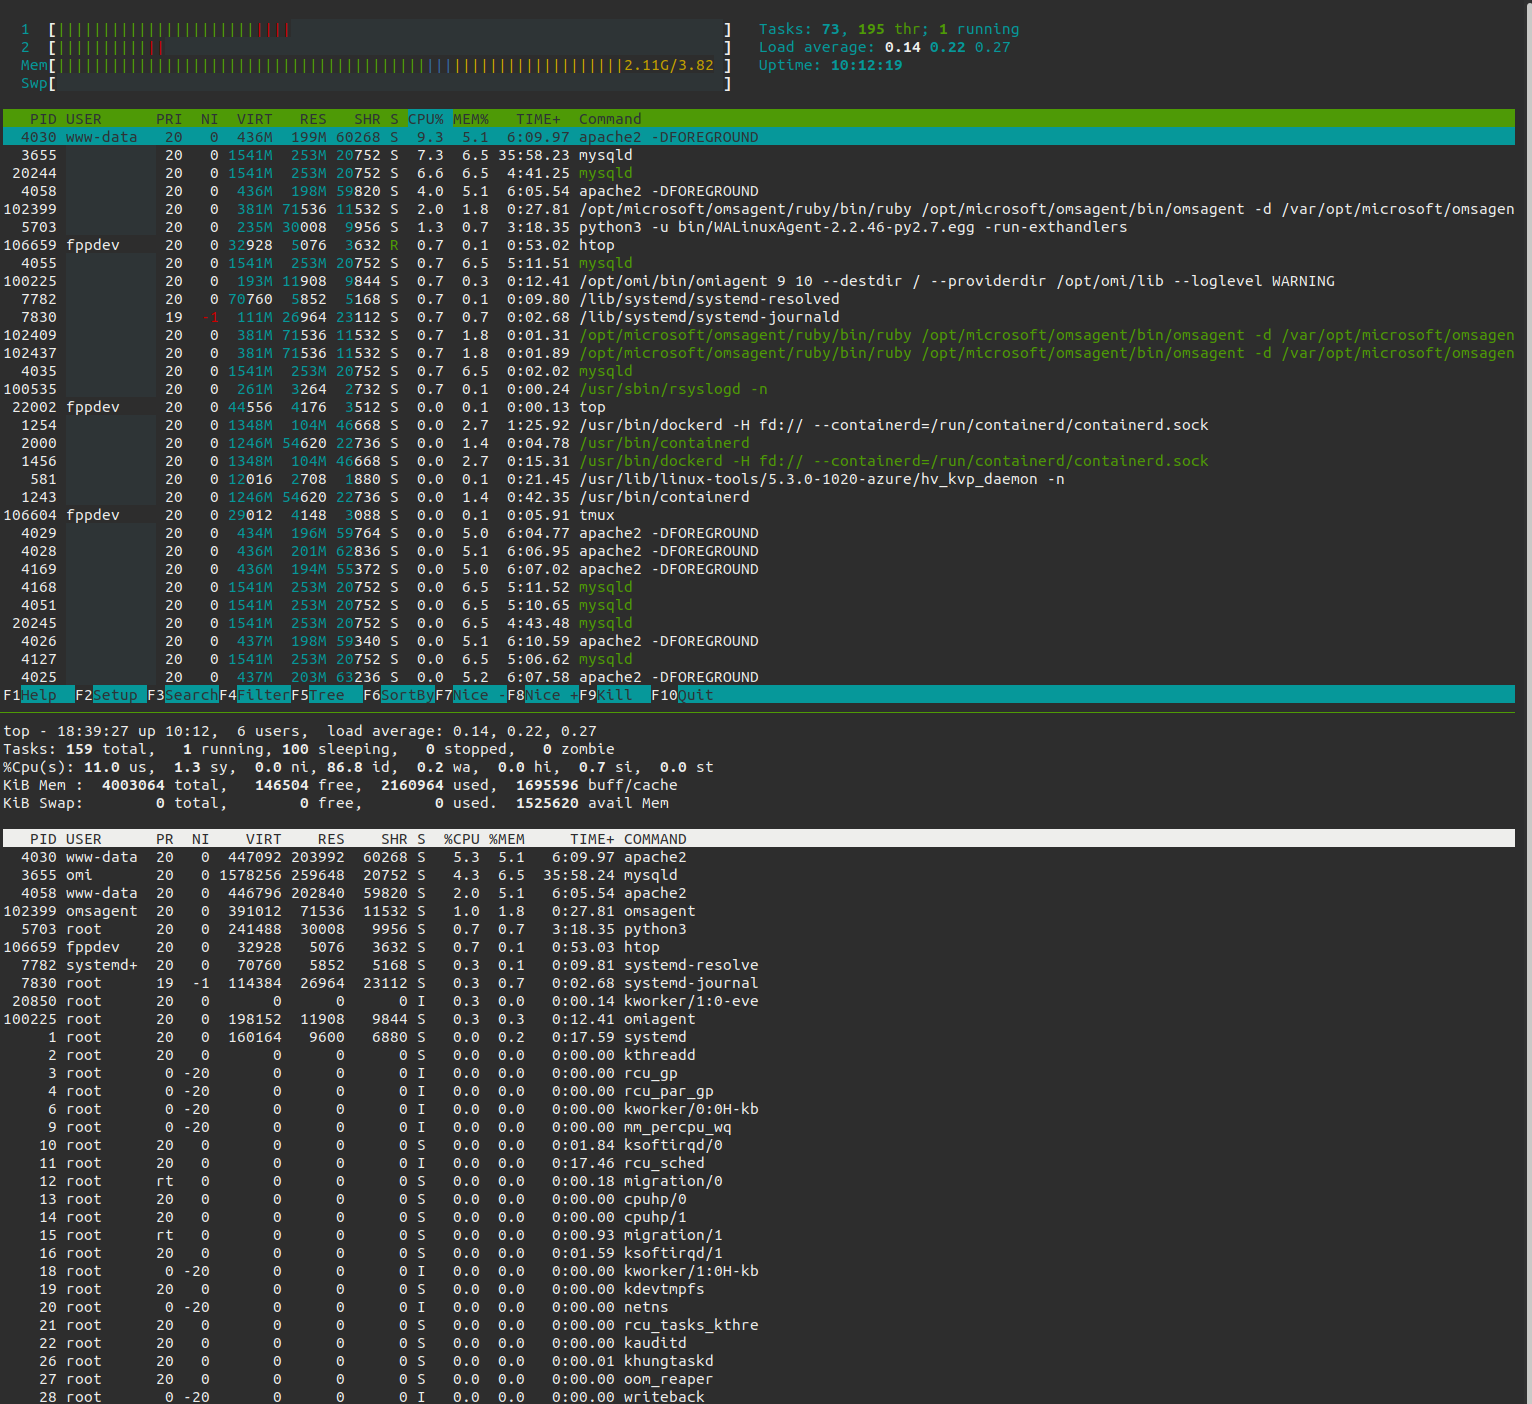 1 [||||||||||||||||||||||||||| ] Tasks: 73, 195 thr; 1 running
2 [|||||||||||| ] Load average: 0.14 0.22 0.27
Mem[|||||||||||||||||||||||||||||||||||||||||||||||||||||||||||||||2.11G/3.82 ] Uptime: 10:12:19
Swp[ ]
PID USER PRI NI VIRT RES SHR S CPU% MEM% TIME+ Command
4030 www-data 20 0 436M 199M 60268 S 9.3 5.1 6:09.97 apache2 -DFOREGROUND
3655 20 0 1541M 253M 20752 S 7.3 6.5 35:58.23 mysqld
20244 20 0 1541M 253M 20752 S 6.6 6.5 4:41.25 mysqld
4058 20 0 436M 198M 59820 S 4.0 5.1 6:05.54 apache2 -DFOREGROUND
102399 20 0 381M 71536 11532 S 2.0 1.8 0:27.81 /opt/microsoft/omsagent/ruby/bin/ruby /opt/microsoft/omsagent/bin/omsagent -d /var/opt/microsoft/omsagen
5703 20 0 235M 30008 9956 S 1.3 0.7 3:18.35 python3 -u bin/WALinuxAgent-2.2.46-py2.7.egg -run-exthandlers
106659 fppdev 20 0 32928 5076 3632 R 0.7 0.1 0:53.02 htop
4055 20 0 1541M 253M 20752 S 0.7 6.5 5:11.51 mysqld
100225 20 0 193M 11908 9844 S 0.7 0.3 0:12.41 /opt/omi/bin/omiagent 9 10 --destdir / --providerdir /opt/omi/lib --loglevel WARNING
7782 20 0 70760 5852 5168 S 0.7 0.1 0:09.80 /lib/systemd/systemd-resolved
7830 19 -1 111M 26964 23112 S 0.7 0.7 0:02.68 /lib/systemd/systemd-journald
102409 20 0 381M 71536 11532 S 0.7 1.8 0:01.31 /opt/microsoft/omsagent/ruby/bin/ruby /opt/microsoft/omsagent/bin/omsagent -d /var/opt/microsoft/omsagen
102437 20 0 381M 71536 11532 S 0.7 1.8 0:01.89 /opt/microsoft/omsagent/ruby/bin/ruby /opt/microsoft/omsagent/bin/omsagent -d /var/opt/microsoft/omsagen
4035 20 0 1541M 253M 20752 S 0.7 6.5 0:02.02 mysqld
100535 20 0 261M 3264 2732 S 0.7 0.1 0:00.24 /usr/sbin/rsyslogd -n
22002 fppdev 20 0 44556 4176 3512 S 0.0 0.1 0:00.13 top
1254 20 0 1348M 104M 46668 S 0.0 2.7 1:25.92 /usr/bin/dockerd -H fd:// --containerd=/run/containerd/containerd.sock
2000 20 0 1246M 54620 22736 S 0.0 1.4 0:04.78 /usr/bin/containerd
1456 20 0 1348M 104M 46668 S 0.0 2.7 0:15.31 /usr/bin/dockerd -H fd:// --containerd=/run/containerd/containerd.sock
581 20 0 12016 2708 1880 S 0.0 0.1 0:21.45 /usr/lib/linux-tools/5.3.0-1020-azure/hv_kvp_daemon -n
1243 20 0 1246M 54620 22736 S 0.0 1.4 0:42.35 /usr/bin/containerd
106604 fppdev 20 0 29012 4148 3088 S 0.0 0.1 0:05.91 tmux
4029 20 0 434M 196M 59764 S 0.0 5.0 6:04.77 apache2 -DFOREGROUND
4028 20 0 436M 201M 62836 S 0.0 5.1 6:06.95 apache2 -DFOREGROUND
4169 20 0 436M 194M 55372 S 0.0 5.0 6:07.02 apache2 -DFOREGROUND
4168 20 0 1541M 253M 20752 S 0.0 6.5 5:11.52 mysqld
4051 20 0 1541M 253M 20752 S 0.0 6.5 5:10.65 mysqld
20245 20 0 1541M 253M 20752 S 0.0 6.5 4:43.48 mysqld
4026 20 0 437M 198M 59340 S 0.0 5.1 6:10.59 apache2 -DFOREGROUND
4127 20 0 1541M 253M 20752 S 0.0 6.5 5:06.62 mysqld
4025 20 0 437M 203M 63236 S 0.0 5.2 6:07.58 apache2 -DFOREGROUND
F1Help F2Setup F3SearchF4FilterF5Tree F6SortByF7Nice -F8Nice +F9Kill F10Quit
top - 18:39:27 up 10:12, 6 users, load average: 0.14, 0.22, 0.27
Tasks: 159 total, 1 running, 100 sleeping, 0 stopped, 0 zombie
%Cpu(s): 11.0 us, 1.3 sy, 0.0 ni, 86.8 id, 0.2 wa, 0.0 hi, 0.7 si, 0.0 st
KiB Mem : 4003064 total, 146504 free, 2160964 used, 1695596 buff/cache
KiB Swap: 0 total, 0 free, 0 used. 1525620 avail Mem
PID USER PR NI VIRT RES SHR S %CPU %MEM TIME+ COMMAND
4030 www-data 20 0 447092 203992 60268 S 5.3 5.1 6:09.97 apache2
3655 omi 20 0 1578256 259648 20752 S 4.3 6.5 35:58.24 mysqld
4058 www-data 20 0 446796 202840 59820 S 2.0 5.1 6:05.54 apache2
102399 omsagent 20 0 391012 71536 11532 S 1.0 1.8 0:27.81 omsagent
5703 root 20 0 241488 30008 9956 S 0.7 0.7 3:18.35 python3
106659 fppdev 20 0 32928 5076 3632 S 0.7 0.1 0:53.03 htop
7782 systemd+ 20 0 70760 5852 5168 S 0.3 0.1 0:09.81 systemd-resolve
7830 root 19 -1 114384 26964 23112 S 0.3 0.7 0:02.68 systemd-journal
20850 root 20 0 0 0 0 I 0.3 0.0 0:00.14 kworker/1:0-eve
100225 root 20 0 198152 11908 9844 S 0.3 0.3 0:12.41 omiagent
1 root 20 0 160164 9600 6880 S 0.0 0.2 0:17.59 systemd
2 root 20 0 0 0 0 S 0.0 0.0 0:00.00 kthreadd
3 root 0 -20 0 0 0 I 0.0 0.0 0:00.00 rcu_gp
4 root 0 -20 0 0 0 I 0.0 0.0 0:00.00 rcu_par_gp
6 root 0 -20 0 0 0 I 0.0 0.0 0:00.00 kworker/0:0H-kb
9 root 0 -20 0 0 0 I 0.0 0.0 0:00.00 mm_percpu_wq
10 root 20 0 0 0 0 S 0.0 0.0 0:01.84 ksoftirqd/0
11 root 20 0 0 0 0 I 0.0 0.0 0:17.46 rcu_sched
12 root rt 0 0 0 0 S 0.0 0.0 0:00.18 migration/0
13 root 20 0 0 0 0 S 0.0 0.0 0:00.00 cpuhp/0
14 root 20 0 0 0 0 S 0.0 0.0 0:00.00 cpuhp/1
15 root rt 0 0 0 0 S 0.0 0.0 0:00.93 migration/1
16 root 20 0 0 0 0 S 0.0 0.0 0:01.59 ksoftirqd/1
18 root 0 -20 0 0 0 I 0.0 0.0 0:00.00 kworker/1:0H-kb
19 root 20 0 0 0 0 S 0.0 0.0 0:00.00 kdevtmpfs
20 root 0 -20 0 0 0 I 0.0 0.0 0:00.00 netns
21 root 20 0 0 0 0 S 0.0 0.0 0:00.00 rcu_tasks_kthre
22 root 20 0 0 0 0 S 0.0 0.0 0:00.00 kauditd
26 root 20 0 0 0 0 S 0.0 0.0 0:00.01 khungtaskd
27 root 20 0 0 0 0 S 0.0 0.0 0:00.00 oom_reaper
28 root 0 -20 0 0 0 I 0.0 0.0 0:00.00 writeback